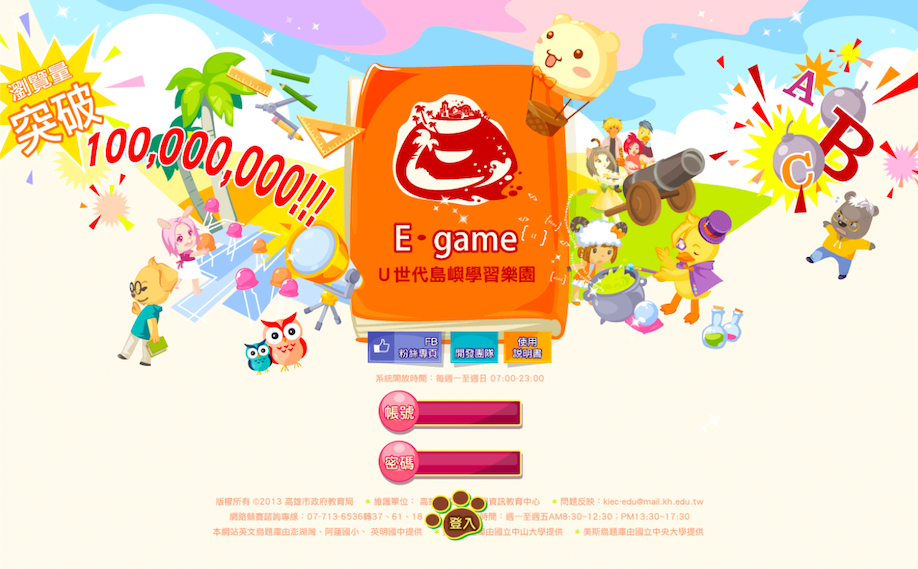 瀏覽量
突破
100,000,000!!!
A
B
C
E-game
U世代島嶼學習樂園
FB
粉絲專頁
開發團隊
使用
說明書
系統開放時間：每週一至週日 07:00-23:00
帳號
密碼
版權所有 ©2013 高雄市政府教育局 維護單位： 資訊教育中心 問題反映：kiec-edu@mail.kh.edu.tw
網路競賽諮詢專線：07-713-6536轉37、61、18 時間：週一至週五AM8:30~12:30；PM13:30~17:30
本網站英文島題庫由澎湖灣、阿蓮國小、英明國中提供 由國立中山大學提供 美斯島題庫由國立中央大學提供
登入